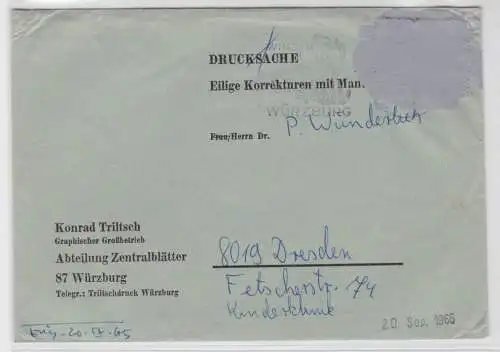 DRUCKSACHE
Eilige Korrekturen mit Man.
WÜRZBURG
Frau/Herrn Dr. P. Wunderlich
Konrad Triltsch
Graphischer Großbetrieb
Abteilung Zentralblätter
87 Würzburg
Telegr.: Triltschdruck Würzburg
8019 Dresden
Fetscherstr. 74
Kinderklinik
20. Sep. 1965